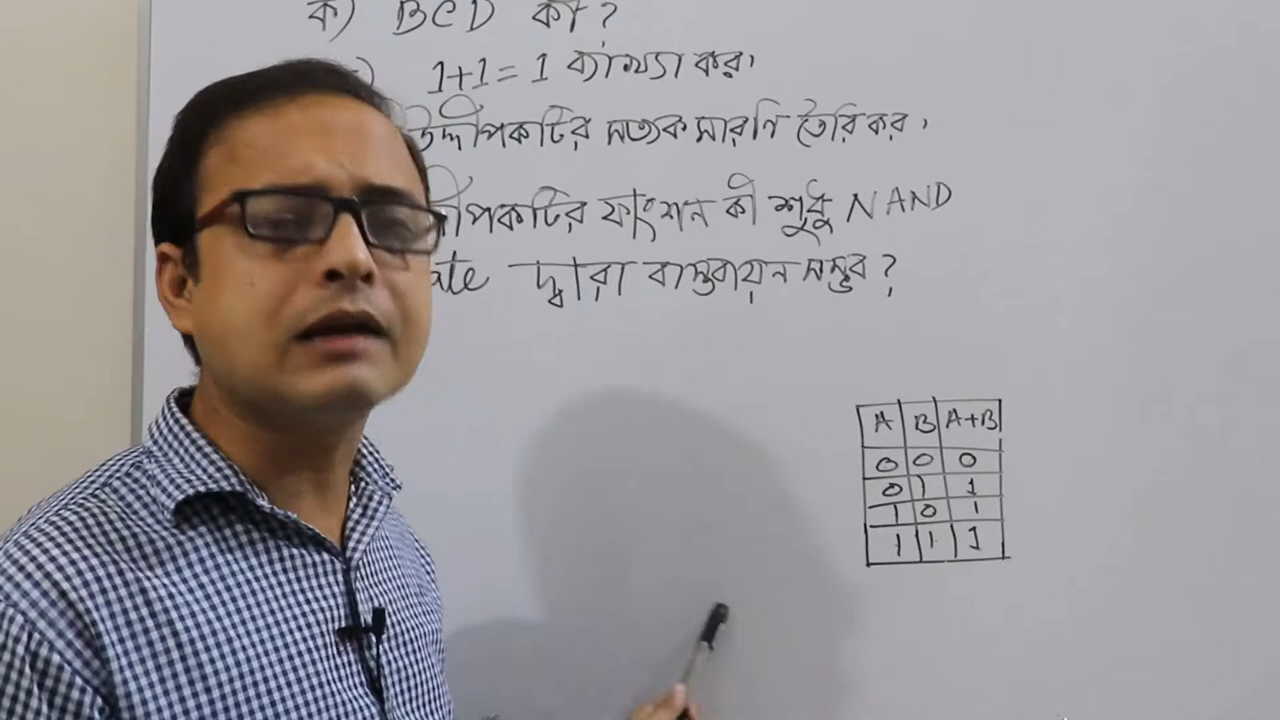 ক) BCD কী?
1+1=1 ব্যাখ্যা কর।
উদ্দীপকটির সত্যক সারণি তৈরি কর।
দীপকটির ফাংশন কী শুধু NAND
ate দ্বারা বাস্তবায়ন সম্ভব?
A B A+B
0 0 0
0 1 1
1 0 1
1 1 1